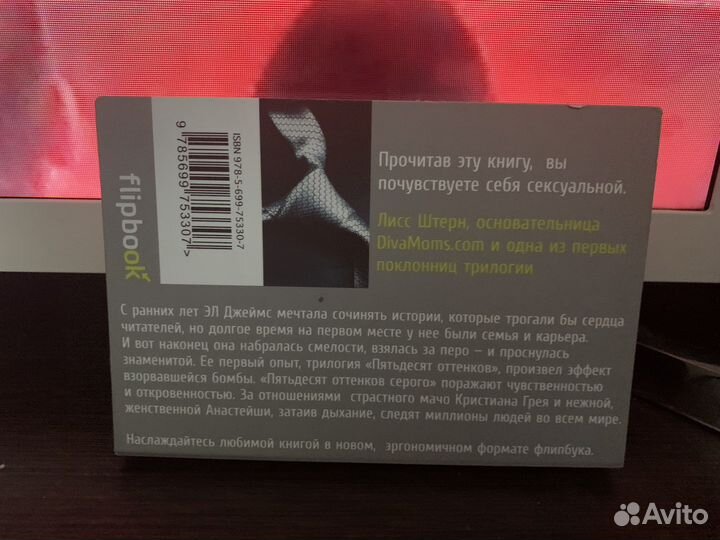 flipbook
9 785699 753307>
ISBN 978-5-699-75330-7
Прочитав эту книгу, вы
почувствуете себя сексуальной.
Лисс Штерн, основательница
DivaMoms.com и одна из первых
поклонниц трилогии
С ранних лет ЭЛ Джеймс мечтала сочинять истории, которые трогали бы сердца
читателей, но долгое время на первом месте у нее были семья и карьера.
И вот наконец она набралась смелости, взялась за перо – и проснулась
знаменитой. Ее первый опыт, трилогия «Пятьдесят оттенков», произвел эффект
взорвавшейся бомбы. «Пятьдесят оттенков серого» поражают чувственностью
и откровенностью. За отношениями страстного мачо Кристиана Грея и нежной,
женственной Анастейши, затаив дыхание, следят миллионы людей во всем мире.
Наслаждайтесь любимой книгой в новом, эргономичном формате флипбука.
Avito